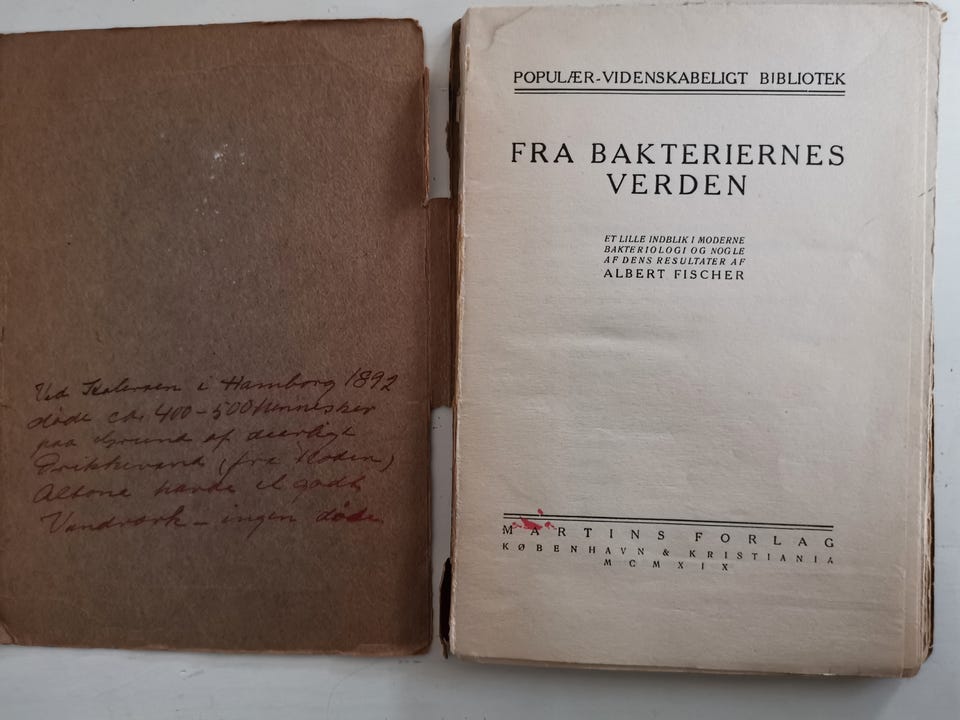 Ved Koleraen i Hamborg 1892
døde ca. 400-500 Mennesker
paa Grund af daarligt
Drikkevand (fra Floden)
Altona havde et godt
Vandværk - ingen døde
POPULÆR-VIDENSKABELIGT BIBLIOTEK
FRA BAKTERIERNES
VERDEN
ET LILLE INDBLIK I MODERNE
BAKTERIOLOGI OG NOGLE
AF DENS RESULTATER AF
ALBERT FISCHER
MARTINS FORLAG
KØBENHAVN & KRISTIANIA
MCMXIX